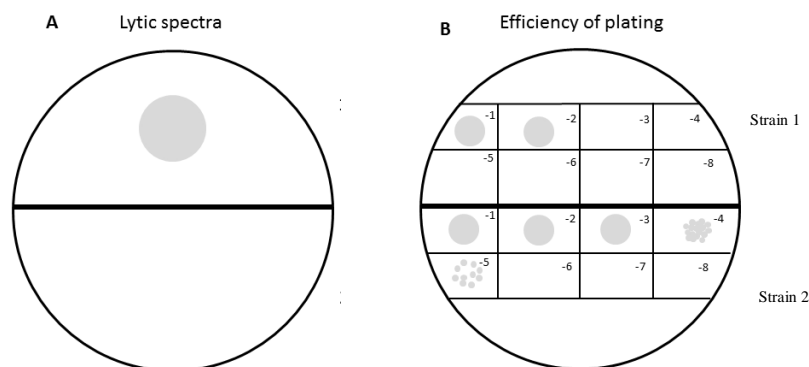 A Lytic spectra
B Efficiency of plating
-1 -2 -3 -4 Strain 1
-5 -6 -7 -8
-1 -2 -3 -4
-5 -6 -7 -8
Strain 2